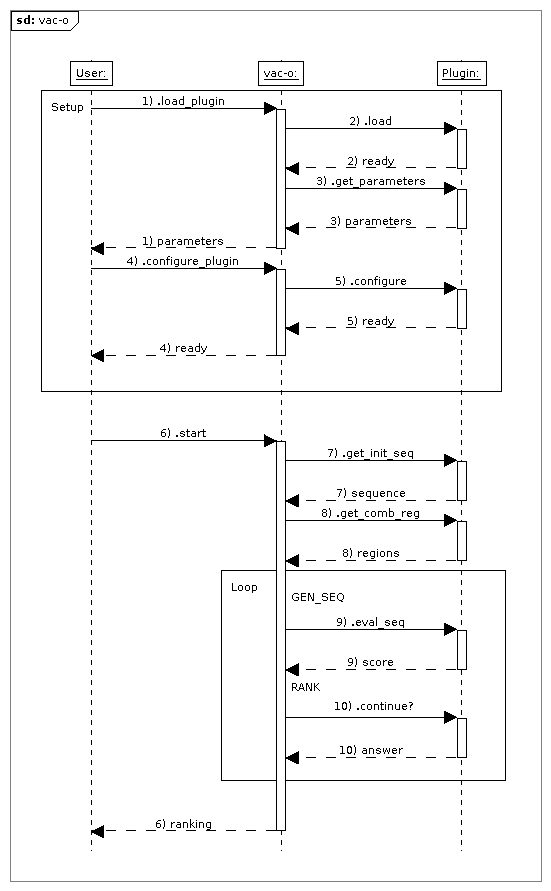 sd: vac-o
User:
vac-o:
Plugin:
Setup
1) .load_plugin
2) .load
2) ready
3) .get_parameters
3) parameters
1) parameters
4) .configure_plugin
5) .configure
5) ready
4) ready
6) .start
7) .get_init_seq
7) sequence
8) .get_comb_reg
8) regions
Loop
GEN_SEQ
9) .eval_seq
9) score
RANK
10) .continue?
10) answer
6) ranking